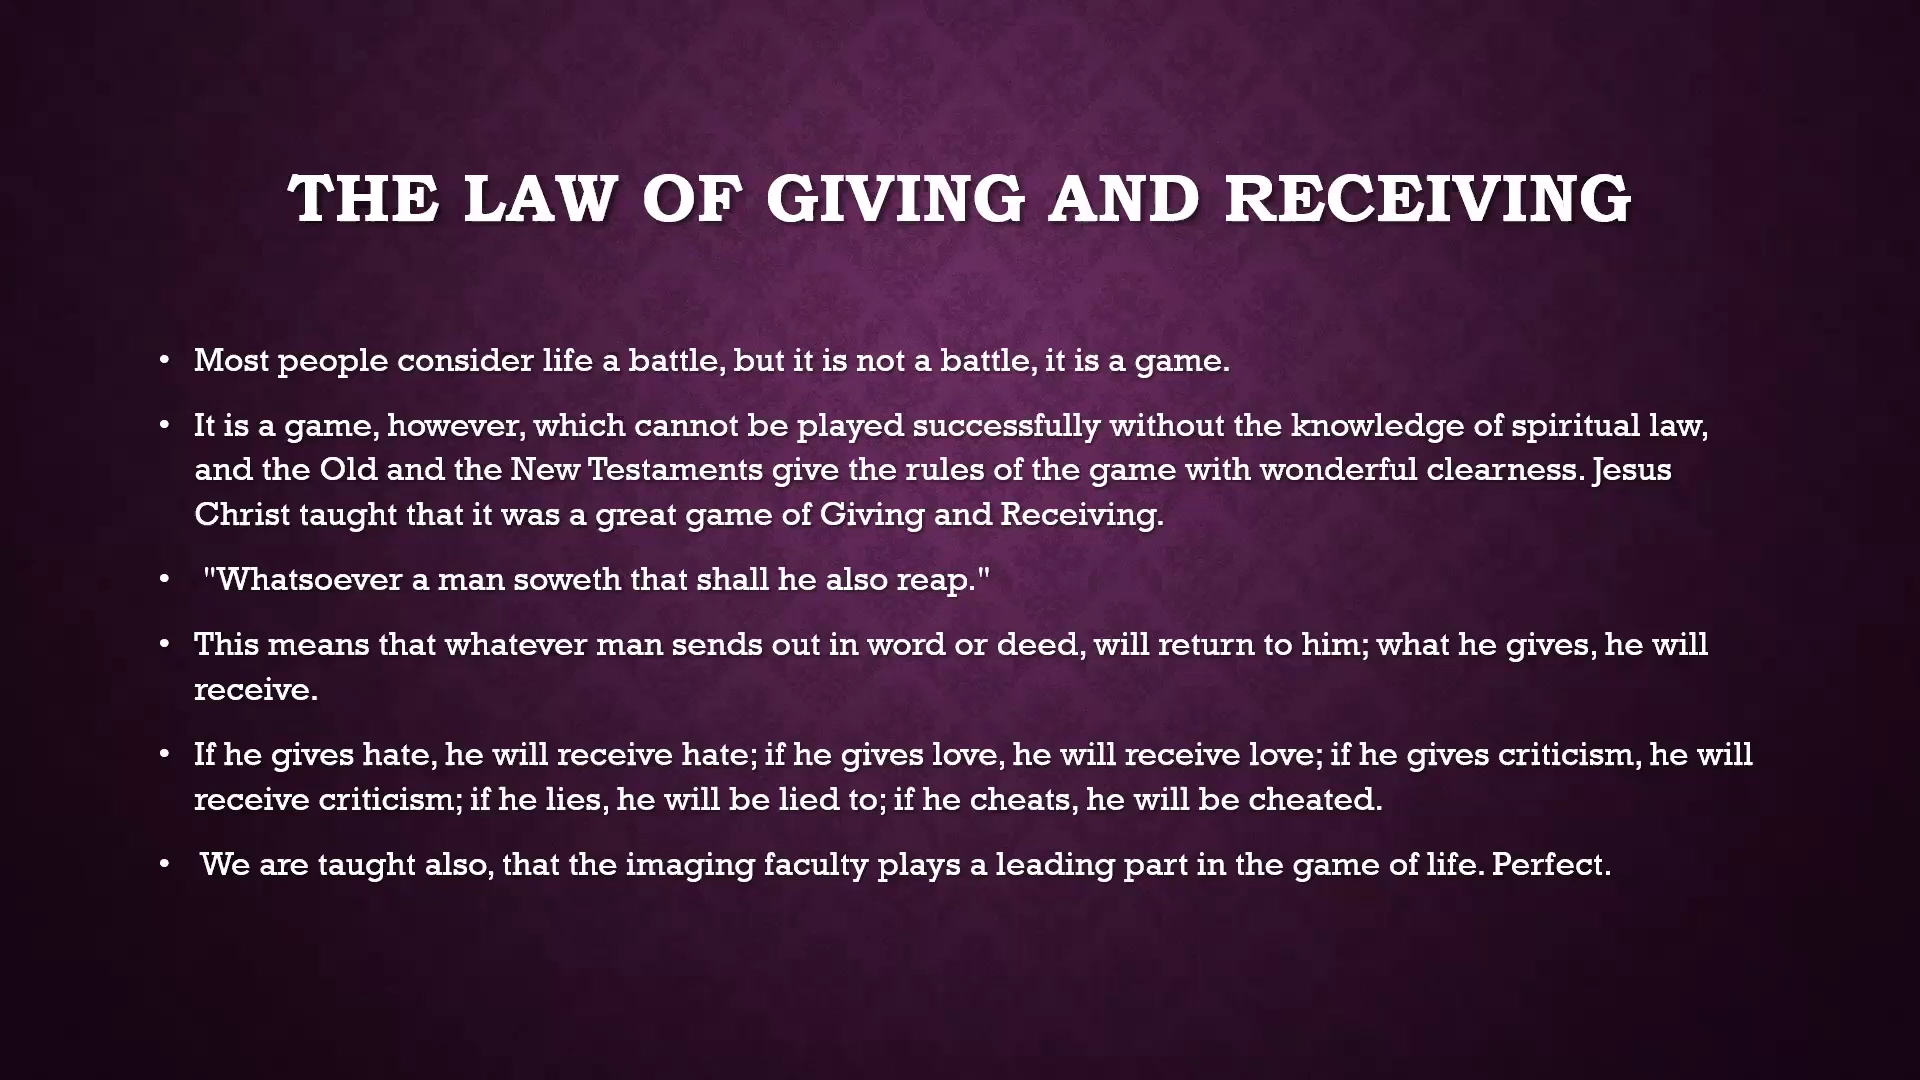 THE LAW OF GIVING AND RECEIVING
• Most people consider life a battle, but it is not a battle, it is a game.
• It is a game, however, which cannot be played successfully without the knowledge of spiritual law,
and the Old and the New Testaments give the rules of the game with wonderful clearness. Jesus
Christ taught that it was a great game of Giving and Receiving.
• "Whatsoever a man soweth that shall he also reap."
• This means that whatever man sends out in word or deed, will return to him; what he gives, he will
receive.
• If he gives hate, he will receive hate; if he gives love, he will receive love; if he gives criticism, he will
receive criticism; if he lies, he will be lied to; if he cheats, he will be cheated.
• We are taught also, that the imaging faculty plays a leading part in the game of life. Perfect.